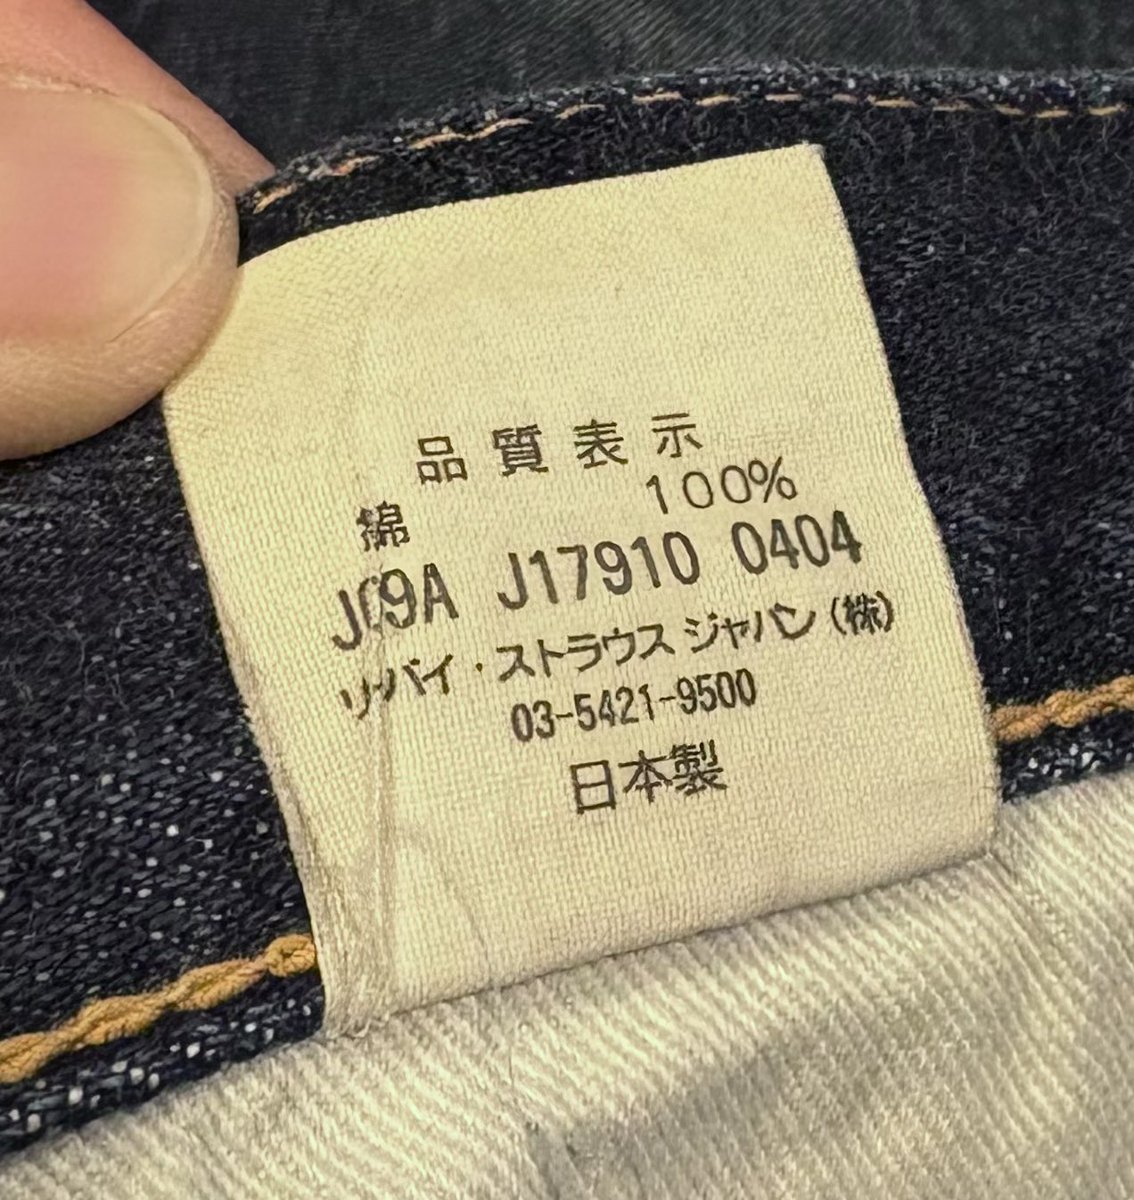 品質表示
綿 100%
J09A J17910 0404
リーバイ・ストラウス ジャパン(株)
03-5421-9500
日本製